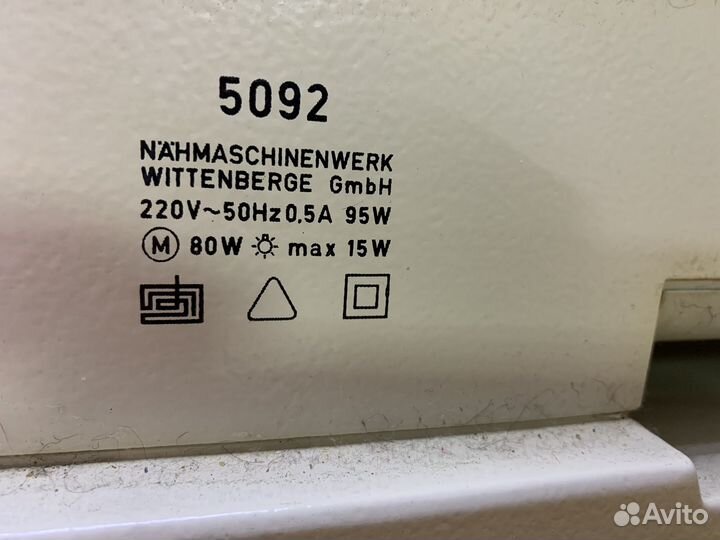 5092
NÄHMASCHINENWERK
WITTENBERGE GmbH
220V~50Hz 0,5A 95W
M 80W max 15W
Avito